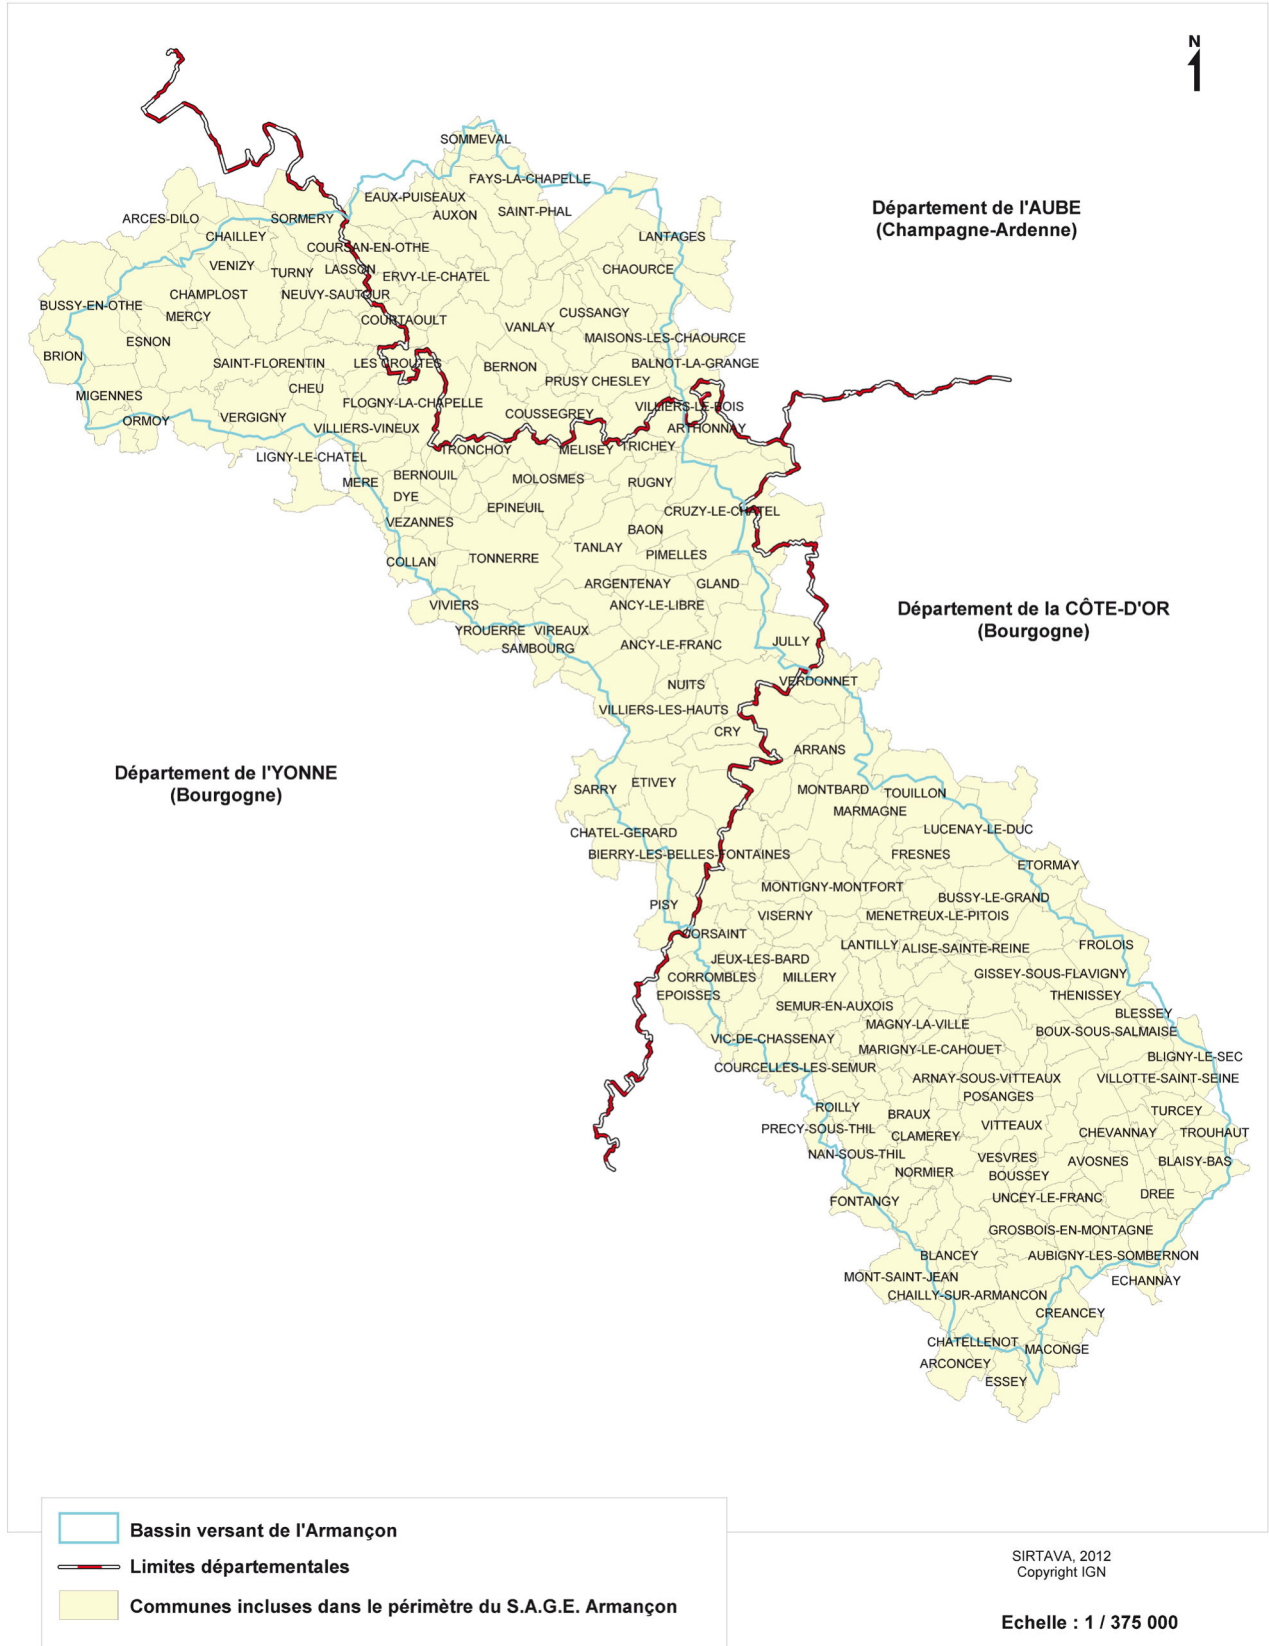 N
SOMMEVAL
FAYS-LA-CHAPELLE
EAUX-PUISEAUX
AUXON
SAINT-PHAL
Département de l'AUBE
(Champagne-Ardenne)
ARCES-DILO
SORMERY
CHAILLEY
LANTAGES
COURSAN-EN-OTHE
VENIZY
TURNY
LASSON
ERVY-LE-CHATEL
CHAOURCE
CHAMPLOST
NEUVY-SAUTOUR
BUSSY-EN-OTHE
MERCY
COURTAOULT
CUSSANGY
VANLAY
MAISONS-LES-CHAOURCE
ESNON
BRION
SAINT-FLORENTIN
LES CROUTES
BERNON
BALNOT-LA-GRANGE
PRUSY CHESLEY
CHEU
MIGENNES
FLOGNY-LA-CHAPELLE
COUSSEGREY
VILLIERS-LE-BOIS
ORMOY
VERGIGNY
VILLIERS-VINEUX
ARTHONNAY
TRONCHOY
MELISEY
TRICHEY
LIGNY-LE-CHATEL
MERE
BERNOUIL
MOLOSMES
RUGNY
DYE
EPINEUIL
CRUZY-LE-CHATEL
VEZANNES
BAON
TANLAY
PIMELLES
COLLAN
TONNERRE
ARGENTENAY
GLAND
VIVIERS
ANCY-LE-LIBRE
Département de la CÔTE-D'OR
(Bourgogne)
YROUERRE
VIREAUX
SAMBOURG
ANCY-LE-FRANC
JULLY
NUITS
VERDONNET
VILLIERS-LES-HAUTS
CRY
ARRANS
Département de l'YONNE
(Bourgogne)
SARRY
ETIVEY
MONTBARD
TOUILLON
MARMAGNE
CHATEL-GERARD
LUCENAY-LE-DUC
BIERRY-LES-BELLES-FONTAINES
FRESNES
ETORMAY
MONTIGNY-MONTFORT
BUSSY-LE-GRAND
PISY
VISERNY
MENETREUX-LE-PITOIS
CORSAINT
LANTILLY
ALISE-SAINTE-REINE
FROLOIS
JEUX-LES-BARD
CORROMBLES
MILLERY
GISSEY-SOUS-FLAVIGNY
EPOISSES
THENISSEY
SEMUR-EN-AUXOIS
BLESSEY
MAGNY-LA-VILLE
BOUX-SOUS-SALMAISE
VIC-DE-CHASSENAY
MARIGNY-LE-CAHOUET
BLIGNY-LE-SEC
COURCELLES-LES-SEMUR
ARNAY-SOUS-VITTEAUX
VILLOTTE-SAINT-SEINE
POSANGES
ROILLY
BRAUX
TURCEY
PRECY-SOUS-THIL
CLAMEREY
VITTEAUX
CHEVANNAY
TROUHAUT
NAN-SOUS-THIL
VESVRES
AVOSNES
BLAISY-BAS
NORMIER
BOUSSEY
FONTANGY
UNCEY-LE-FRANC
DREE
GROSBOIS-EN-MONTAGNE
BLANCEY
AUBIGNY-LES-SOMBERNON
MONT-SAINT-JEAN
ECHANNAY
CHAILLY-SUR-ARMANCON
CREANCEY
CHATELLENOT
MACONGE
ARCONCEY
ESSEY
Bassin versant de l'Armançon
Limites départementales
Communes incluses dans le périmètre du S.A.G.E. Armançon
SIRTAVA, 2012
Copyright IGN
Echelle : 1 / 375 000